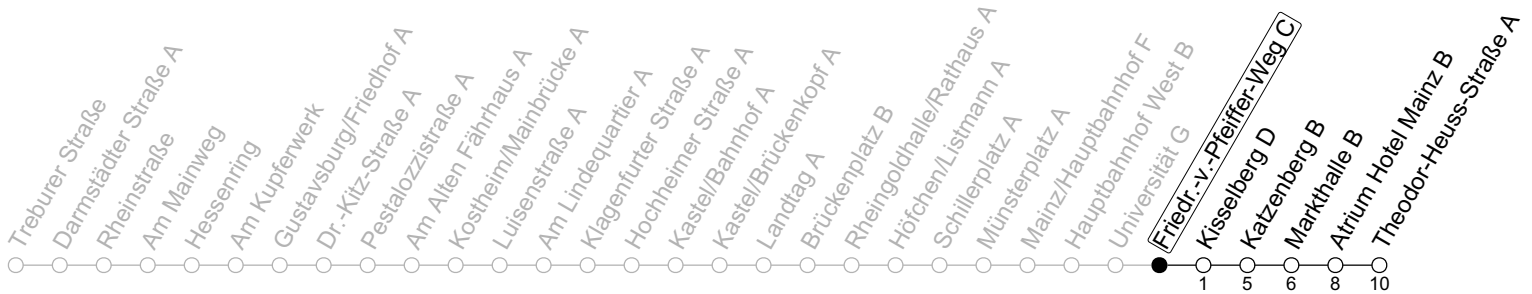 Treburer Straße
Darmstädter Straße A
Rheinstraße
Am Mainweg
Hessenring
Am Kupferwerk
Gustavsburg/Friedhof A
Dr.-Kitz-Straße A
Pestalozzistraße A
Am Alten Fährhaus A
Kostheim/Mainbrücke A
Luisenstraße A
Am Lindequartier A
Klagenfurter Straße A
Hochheimer Straße A
Kastel/Bahnhof A
Kastel/Brückenkopf A
Landtag A
Brückenplatz B
Rheingoldhalle/Rathaus A
Höfchen/Listmann A
Schillerplatz A
Münsterplatz A
Mainz/Hauptbahnhof F
Hauptbahnhof West B
Universität G
Friedr.-v.-Pfeiffer-Weg C
Kisselberg D
Katzenberg B
Markthalle B
Atrium Hotel Mainz B
Theodor-Heuss-Straße A
1 5 6 8 10